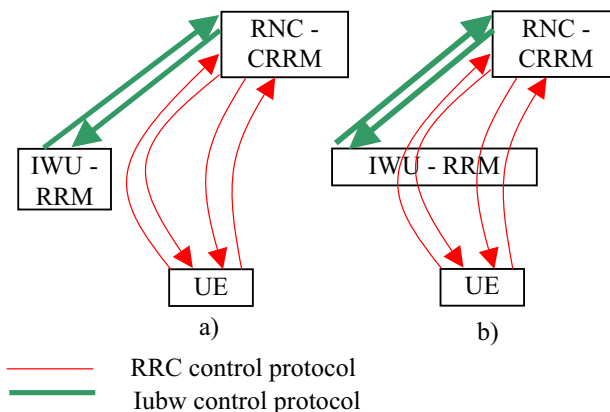 RNC -
CRRM
RNC -
CRRM
IWU -
RRM
IWU - RRM
UE
UE
a)
b)
RRC control protocol
Iubw control protocol